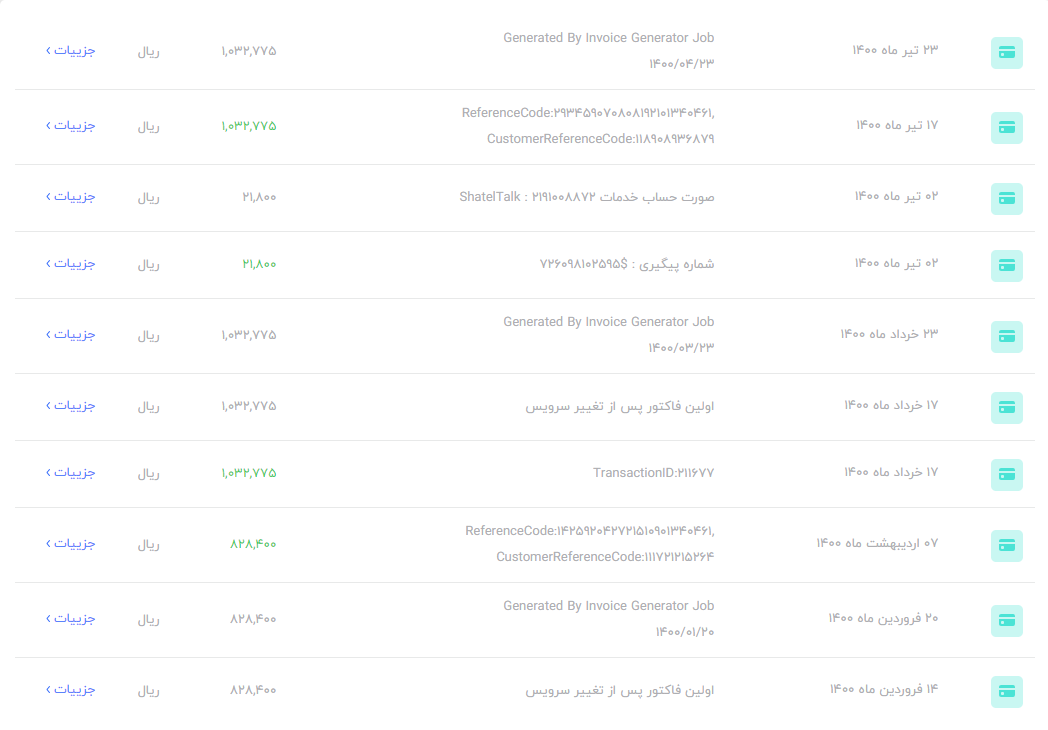 ۲۳ تیر ماه ۱۴۰۰
Generated By Invoice Generator Job
۱۴۰۰/۰۴/۲۳
۱,۰۳۲,۷۷۵
ریال
جزییات ›
۱۷ تیر ماه ۱۴۰۰
ReferenceCode:۲۹۳۴۵۹۰۷۰۸۰۸۱۹۲۱۰۱۳۴۰۴۶۱,
CustomerReferenceCode:۱۱۸۹۰۸۹۳۶۸۷۹
۱,۰۳۲,۷۷۵
ریال
جزییات ›
۰۲ تیر ماه ۱۴۰۰
صورت حساب خدمات ShatelTalk : ۲۱۹۱۰۰۸۸۷۲
۲۱,۸۰۰
ریال
جزییات ›
۰۲ تیر ماه ۱۴۰۰
شماره پیگیری : $۷۲۶۰۹۸۱۰۲۵۹۵
۲۱,۸۰۰
ریال
جزییات ›
۲۳ خرداد ماه ۱۴۰۰
Generated By Invoice Generator Job
۱۴۰۰/۰۳/۲۳
۱,۰۳۲,۷۷۵
ریال
جزییات ›
۱۷ خرداد ماه ۱۴۰۰
اولین فاکتور پس از تغییر سرویس
۱,۰۳۲,۷۷۵
ریال
جزییات ›
۱۷ خرداد ماه ۱۴۰۰
TransactionID:۲۱۱۶۷۷
۱,۰۳۲,۷۷۵
ریال
جزییات ›
۰۷ اردیبهشت ماه ۱۴۰۰
ReferenceCode:۱۴۲۵۹۲۰۴۲۷۲۱۵۱۰۹۰۱۳۴۰۴۶۱,
CustomerReferenceCode:۱۱۱۷۲۱۲۱۵۲۶۴
۸۲۸,۴۰۰
ریال
جزییات ›
۲۰ فروردین ماه ۱۴۰۰
Generated By Invoice Generator Job
۱۴۰۰/۰۱/۲۰
۸۲۸,۴۰۰
ریال
جزییات ›
۱۴ فروردین ماه ۱۴۰۰
اولین فاکتور پس از تغییر سرویس
۸۲۸,۴۰۰
ریال
جزییات ›